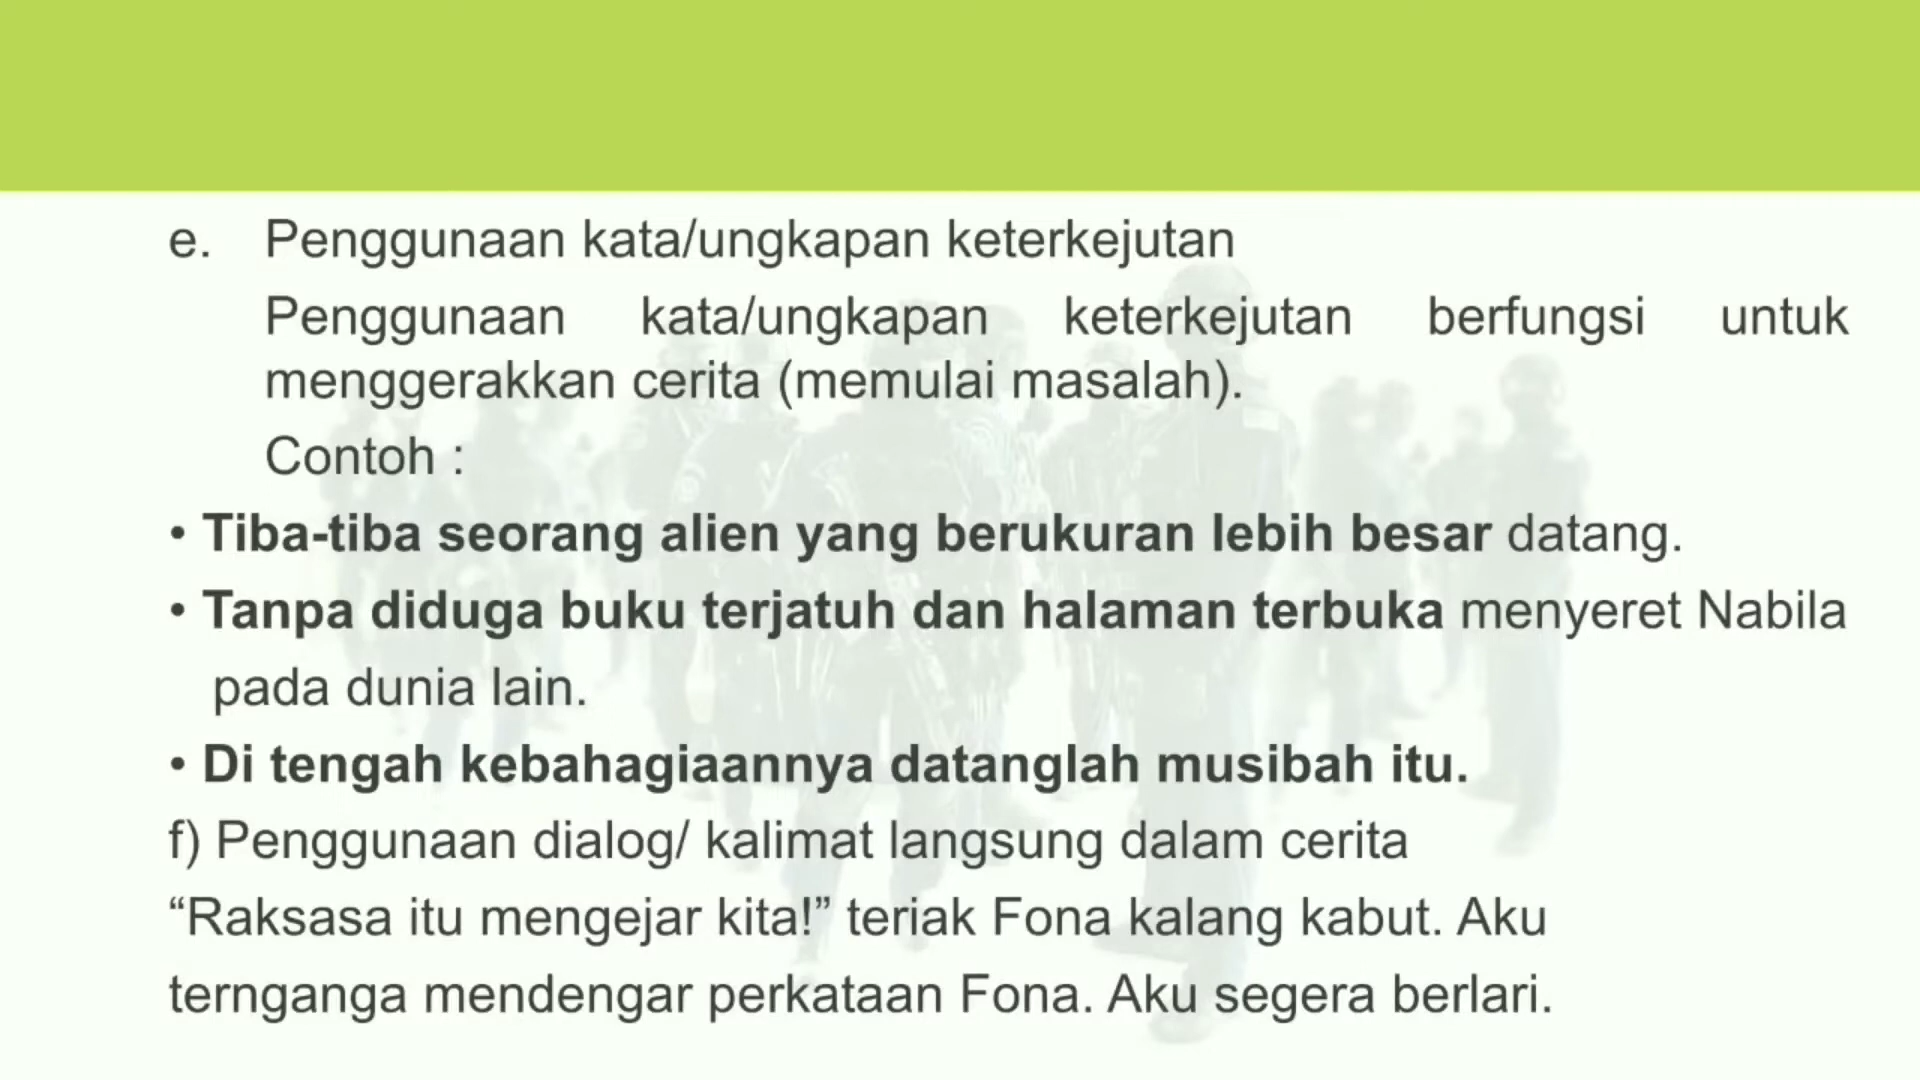 e. Penggunaan kata/ungkapan keterkejutan
Penggunaan kata/ungkapan keterkejutan berfungsi untuk
menggerakkan cerita (memulai masalah).
Contoh :
• Tiba-tiba seorang alien yang berukuran lebih besar datang.
• Tanpa diduga buku terjatuh dan halaman terbuka menyeret Nabila
pada dunia lain.
• Di tengah kebahagiaannya datanglah musibah itu.
f) Penggunaan dialog/ kalimat langsung dalam cerita
“Raksasa itu mengejar kita!” teriak Fona kalang kabut. Aku
ternganga mendengar perkataan Fona. Aku segera berlari.